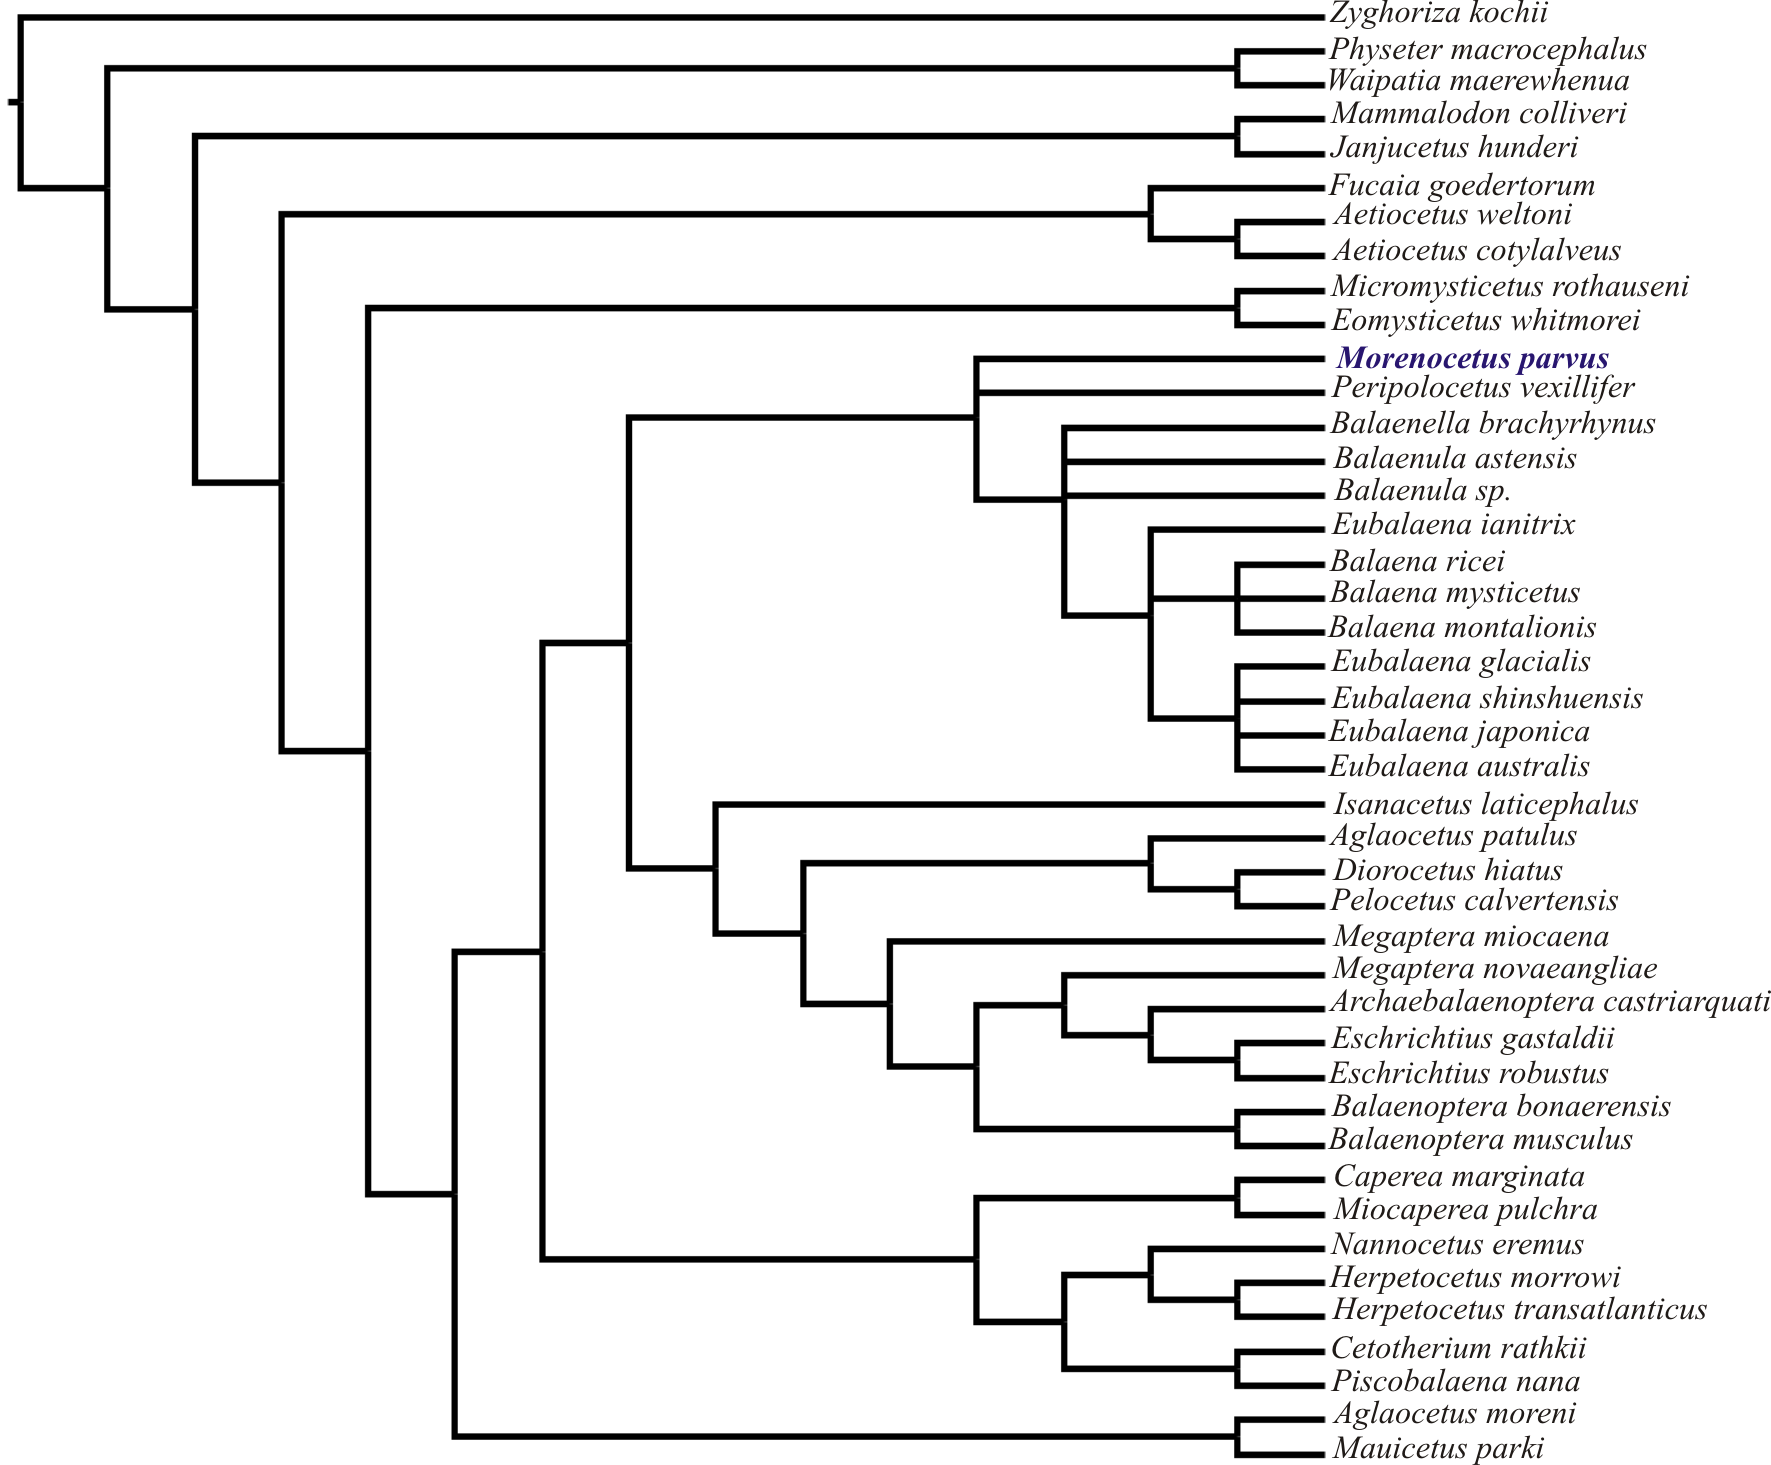 Zyghoriza kochii
Physeter macrocephalus
Waipatia maerewhenua
Mammalodon colliveri
Janjucetus hunderi
Fucaia goedertorum
Aetiocetus weltoni
Aetiocetus cotylalveus
Micromysticetus rothauseni
Eomysticetus whitmorei
Morenocetus parvus
Peripolocetus vexillifer
Balaenella brachyrhynus
Balaenula astensis
Balaenula sp.
Eubalaena ianitrix
Balaena ricei
Balaena mysticetus
Balaena montalionis
Eubalaena glacialis
Eubalaena shinshuensis
Eubalaena japonica
Eubalaena australis
Isanacetus laticephalus
Aglaocetus patulus
Diorocetus hiatus
Pelocetus calvertensis
Megaptera miocaena
Megaptera novaeangliae
Archaebalaenoptera castriarquati
Eschrichtius gastaldii
Eschrichtius robustus
Balaenoptera bonaerensis
Balaenoptera musculus
Caperea marginata
Miocaperea pulchra
Nannocetus eremus
Herpetocetus morrowi
Herpetocetus transatlanticus
Cetotherium rathkii
Piscobalaena nana
Aglaocetus moreni
Mauicetus parki